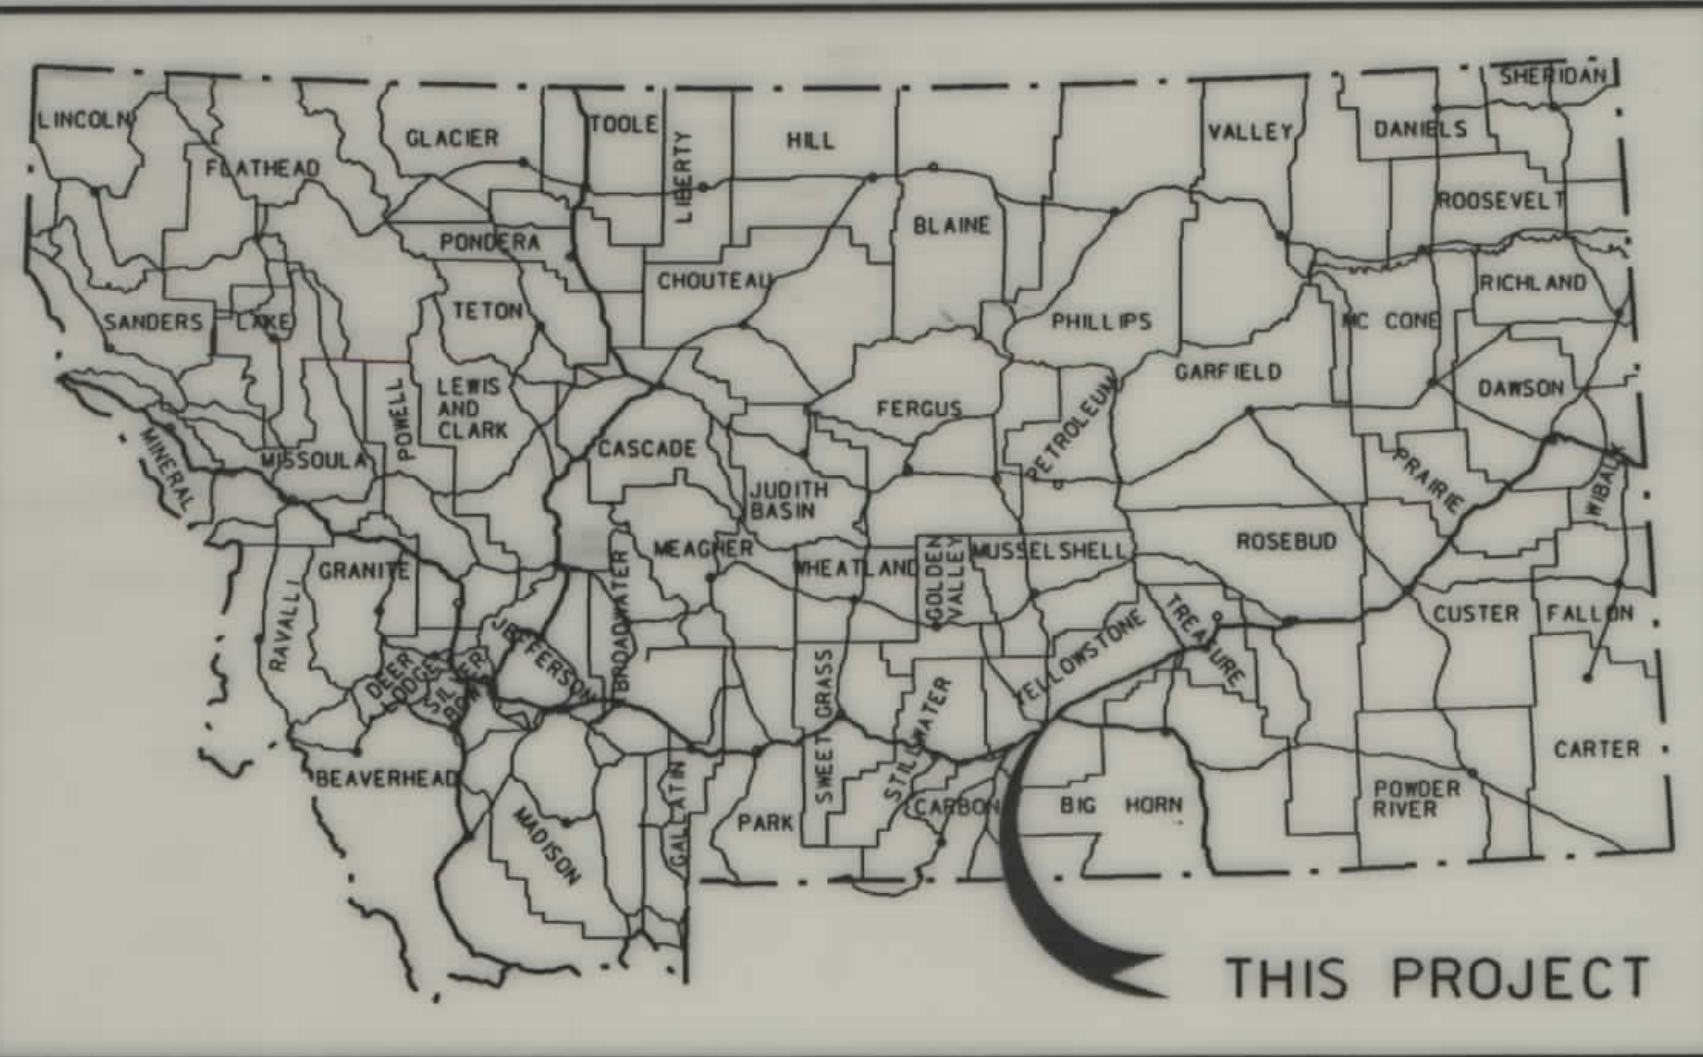 SHERIDAN
LINCOLN
GLACIER
TOOLE
LIBERTY
HILL
VALLEY
DANIELS
FLATHEAD
ROOSEVELT
BLAINE
PONDERA
CHOUTEAU
RICHLAND
SANDERS
LAKE
TETON
PHILLIPS
MC CONE
GARFIELD
DAWSON
POWELL
LEWIS
AND
CLARK
FERGUS
PETROLEUM
MINERAL
MISSOULA
CASCADE
JUDITH
BASIN
PRAIRIE
WIBAUX
GRANITE
MEAGHER
WHEATLAND
GOLDEN
VALLEY
MUSSELSHELL
ROSEBUD
RAVALLI
BROADWATER
TREASURE
CUSTER
FALLON
DEER
LODGE
SILVER
BOW
JEFFERSON
YELLOWSTONE
SWEET GRASS
STILLWATER
BEAVERHEAD
MADISON
GALLATIN
PARK
CARBON
BIG HORN
POWDER
RIVER
CARTER
THIS PROJECT